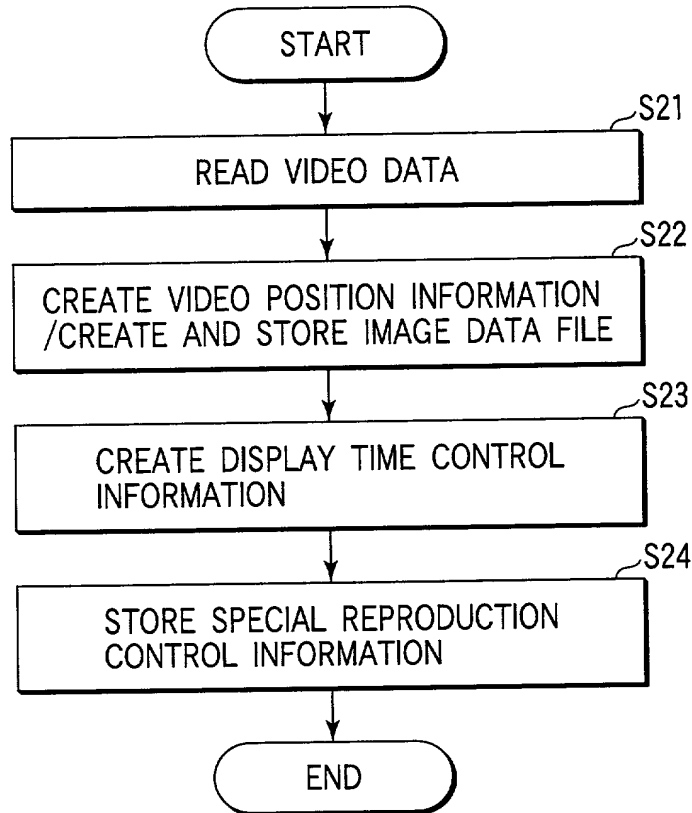 START
S21
READ VIDEO DATA
S22
CREATE VIDEO POSITION INFORMATION
/CREATE AND STORE IMAGE DATA FILE
S23
CREATE DISPLAY TIME CONTROL
INFORMATION
S24
STORE SPECIAL REPRODUCTION
CONTROL INFORMATION
END